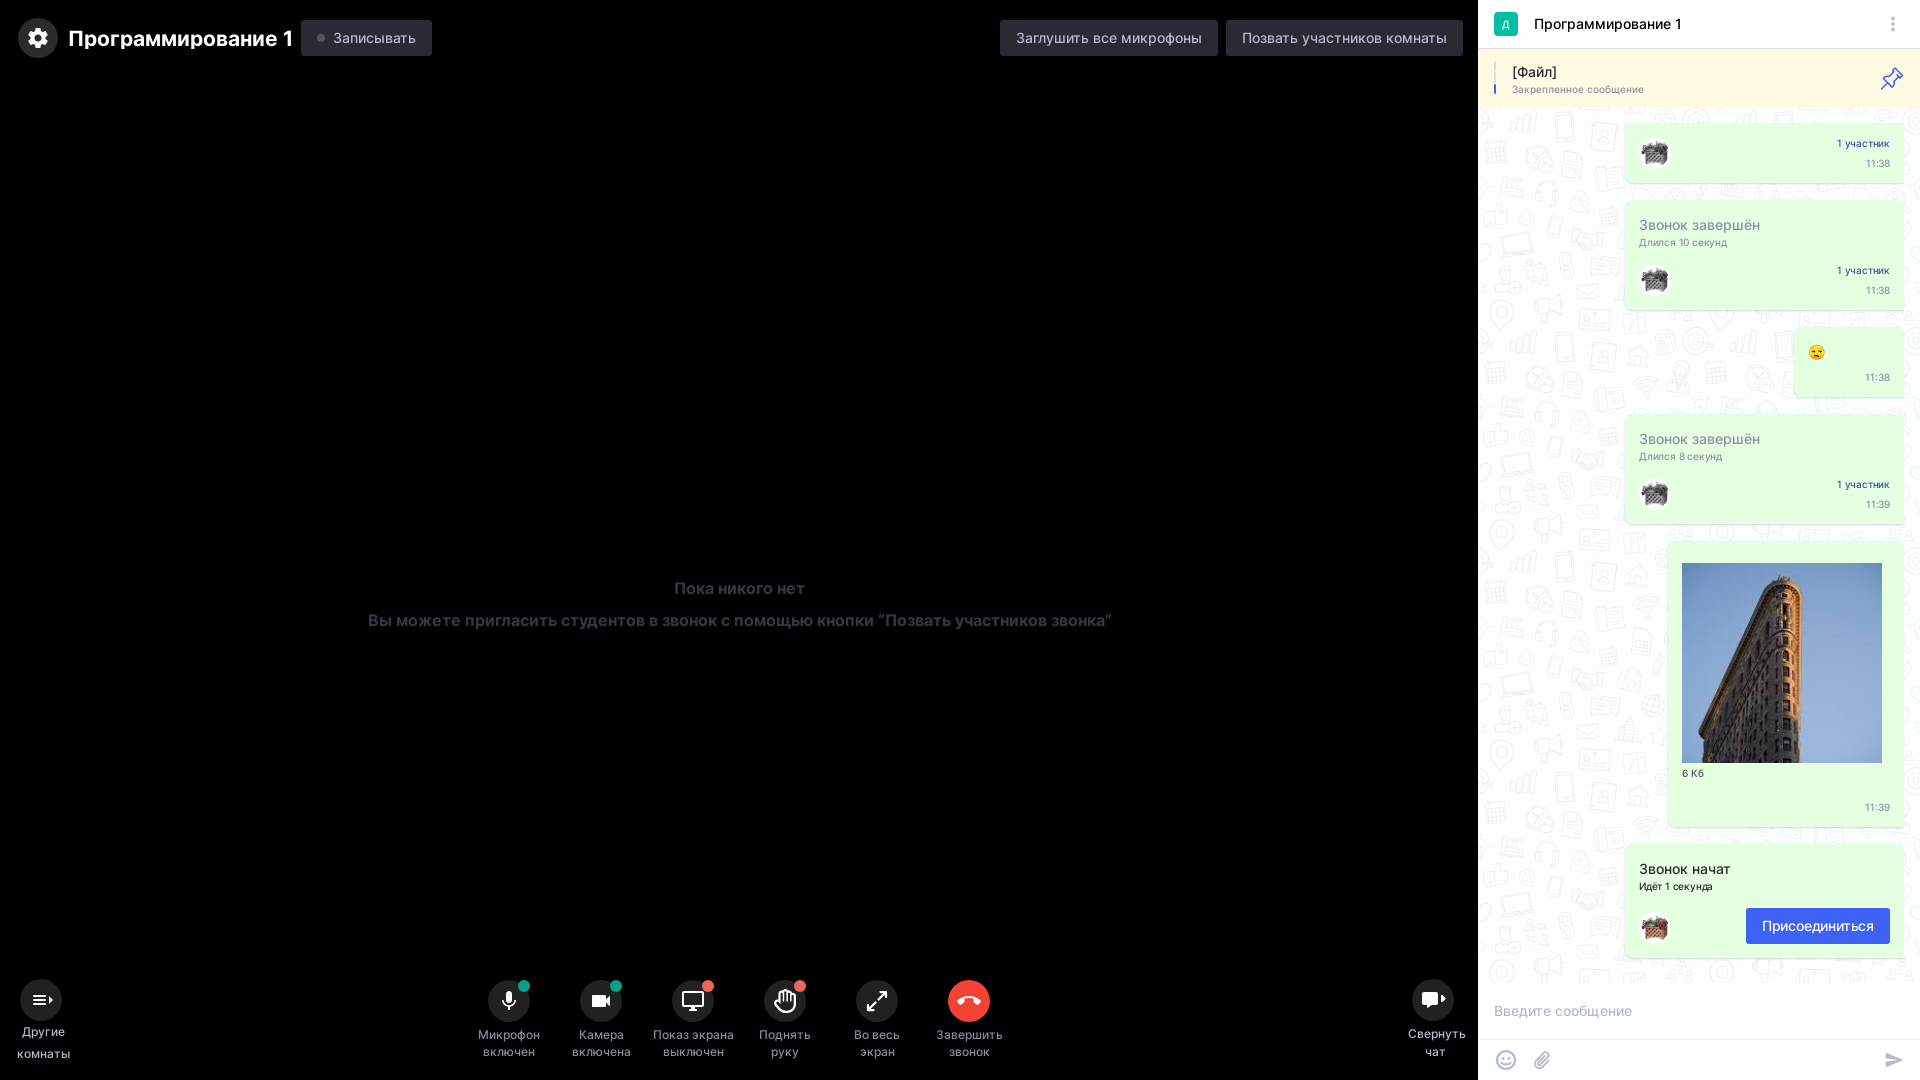 Программирование 1
Записывать
Заглушить все микрофоны
Позвать участников комнаты
Пока никого нет
Вы можете пригласить студентов в звонок с помощью кнопки “Позвать участников звонка”
Другие
комнаты
Микрофон
включен
Камера
включена
Показ экрана
выключен
Поднять
руку
Во весь
экран
Завершить
звонок
Свернуть
чат
Д
Программирование 1
[Файл]
Закрепленное сообщение
1 участник
11:38
Звонок завершён
Длился 10 секунд
1 участник
11:38
11:38
Звонок завершён
Длился 8 секунд
1 участник
11:39
6 Кб
11:39
Звонок начат
Идёт 1 секунда
Присоединиться
Введите сообщение